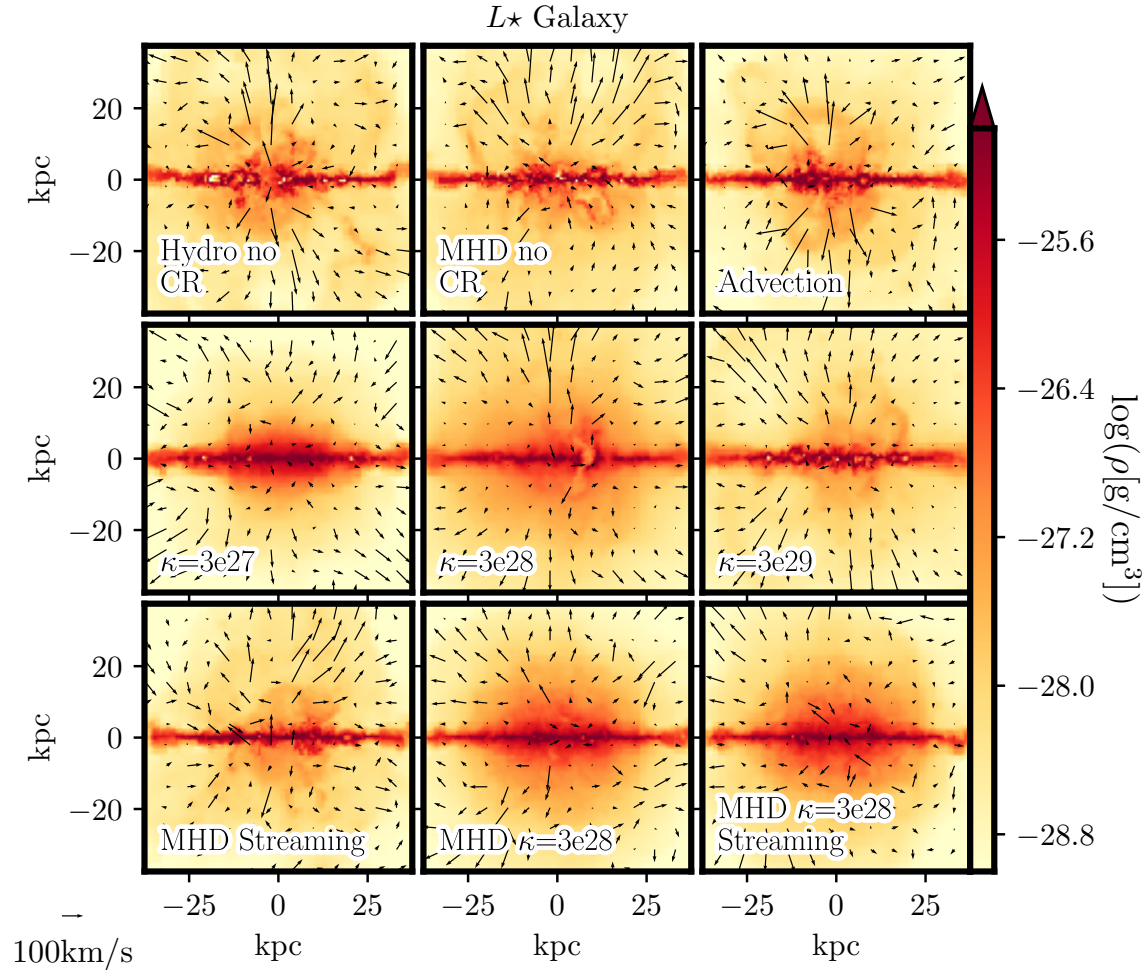 L⋆ Galaxy
kpc
20
0
−20
Hydro no
CR
MHD no
CR
Advection
kpc
20
0
−20
κ=3e27
κ=3e28
κ=3e29
kpc
20
0
−20
MHD Streaming
MHD κ=3e28
MHD κ=3e28
Streaming
−25 0 25
−25 0 25
−25 0 25
kpc
kpc
kpc
100km/s
−25.6
−26.4
−27.2
−28.0
−28.8
log(ρ[g/cm³])